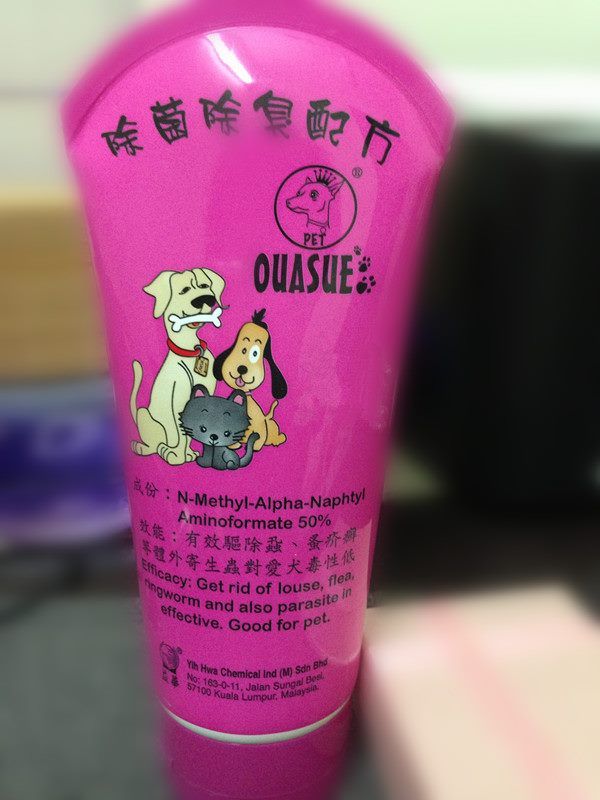 除菌除臭配方
®
PET
OUASUE
成份：N-Methyl-Alpha-Naphtyl
Aminoformate 50%
效能：有效驅除蝨、蚤疥癬
等體外寄生蟲對愛犬毒性低
Efficacy: Get rid of louse, flea,
ringworm and also parasite in
effective. Good for pet.
Yih Hwa Chemical Ind (M) Sdn Bhd
No: 163-0-11, Jalan Sungai Besi,
57100 Kuala Lumpur, Malaysia.